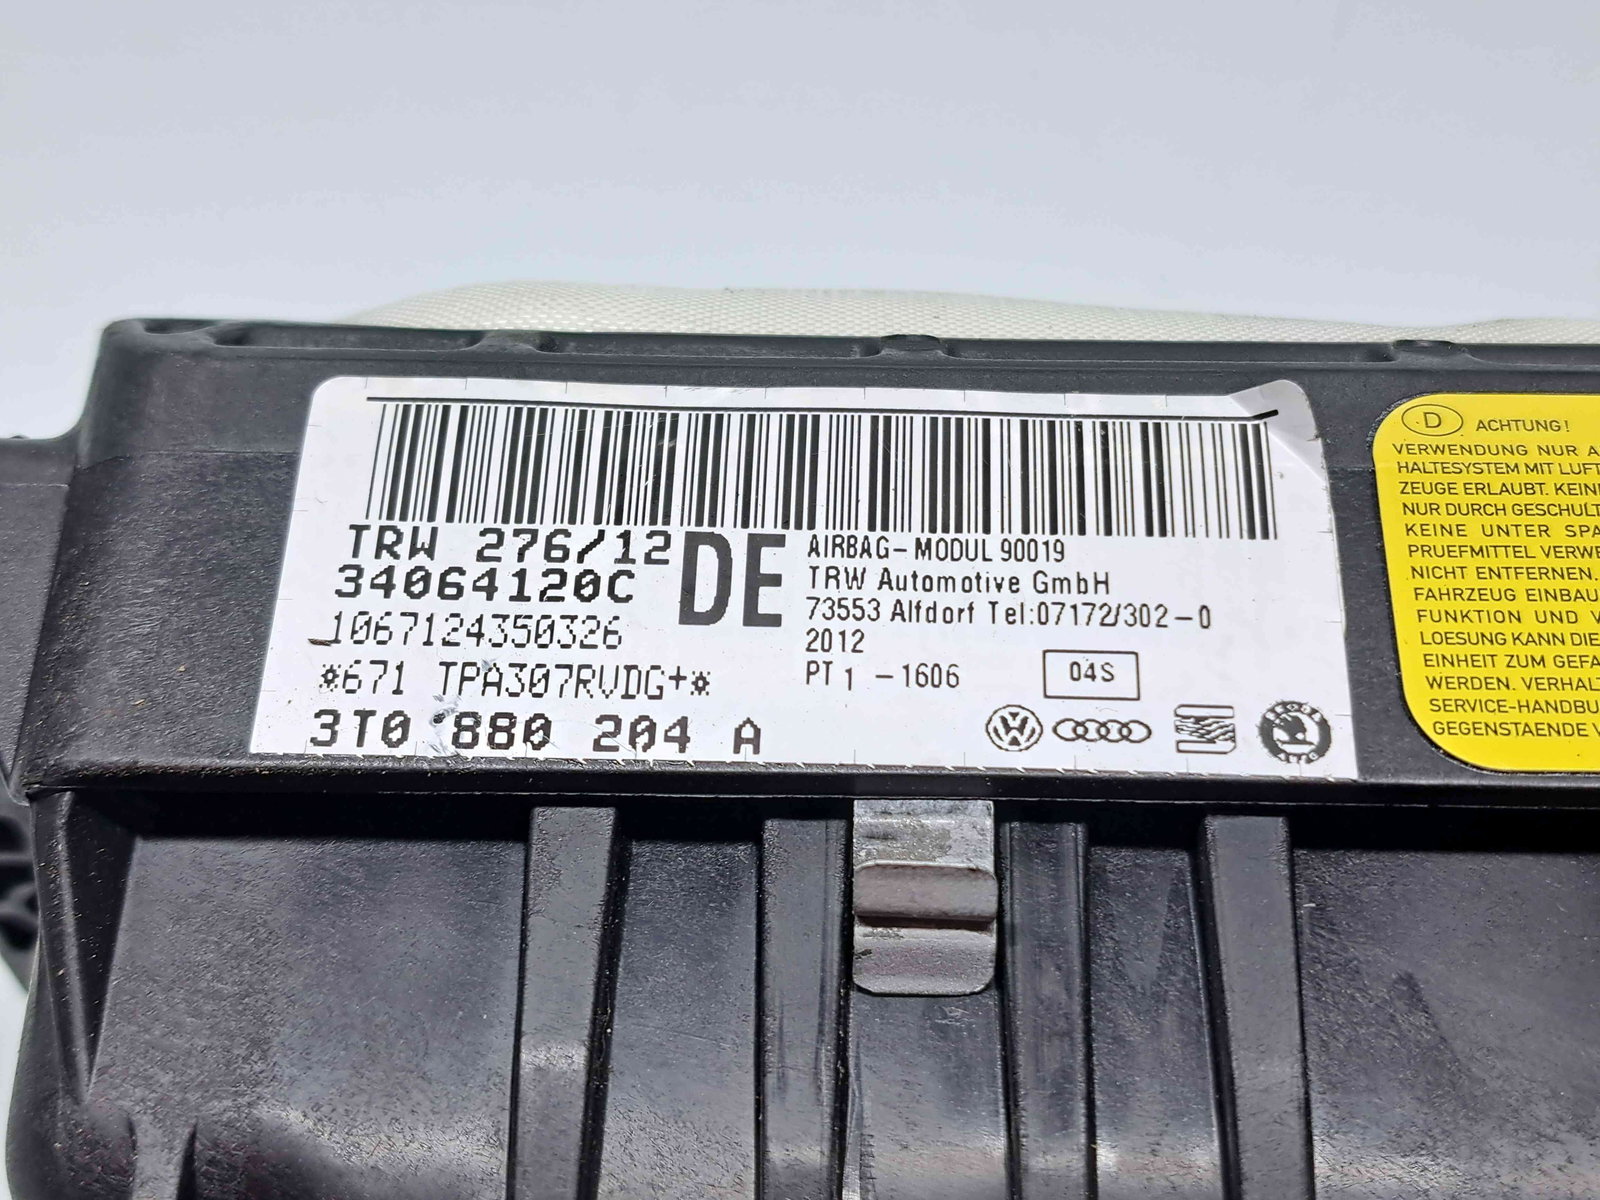 TRW 276/12
34064120C
DE
1067124350326
*671 TPA307RVDG+*
3T0 880 204 A
AIRBAG-MODUL 90019
TRW Automotive GmbH
73553 Alfdorf Tel:07172/302-0
2012
PT 1 -1606
04S
SKODA AUTO
D ACHTUNG!
VERWENDUNG NUR A
HALTESYSTEM MIT LUFT
ZEUGE ERLAUBT. KEIN
NUR DURCH GESCHULT
KEINE UNTER SPA
PRUEFMITTEL VERWE
NICHT ENTFERNEN.
FAHRZEUG EINBAU
FUNKTION UND V
LOESUNG KANN DIE
EINHEIT ZUM GEFA
WERDEN. VERHAL
SERVICE-HANDBU
GEGENSTAENDE V